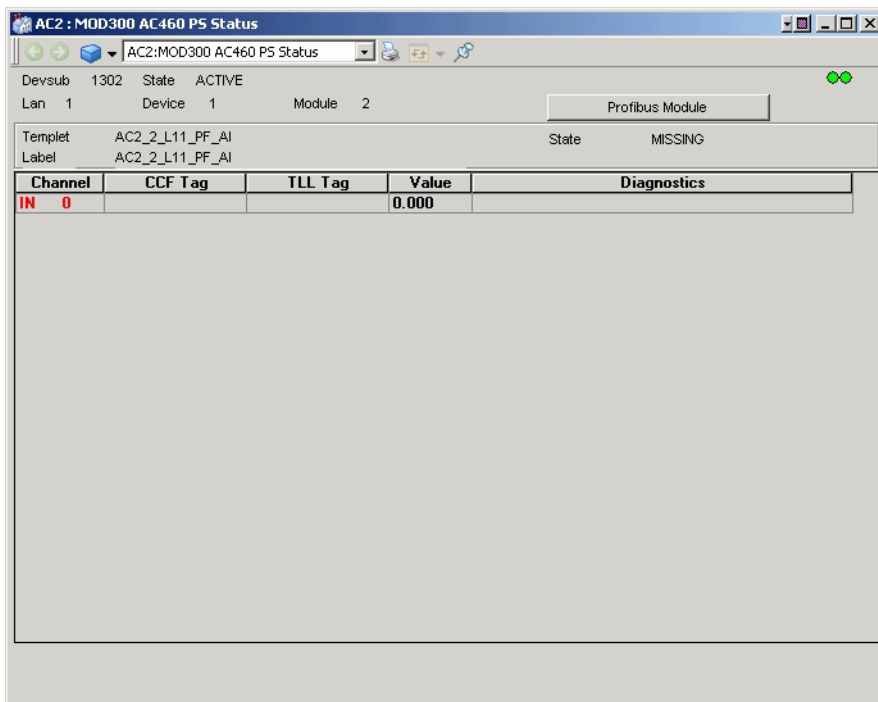 AC2 : MOD300 AC460 PS Status
AC2:MOD300 AC460 PS Status
Devsub 1302 State ACTIVE
Lan 1 Device 1 Module 2 Profibus Module
Templet AC2_2_L11_PF_AI State MISSING
Label AC2_2_L11_PF_AI
Channel CCF Tag TLL Tag Value Diagnostics
IN 0 0.000